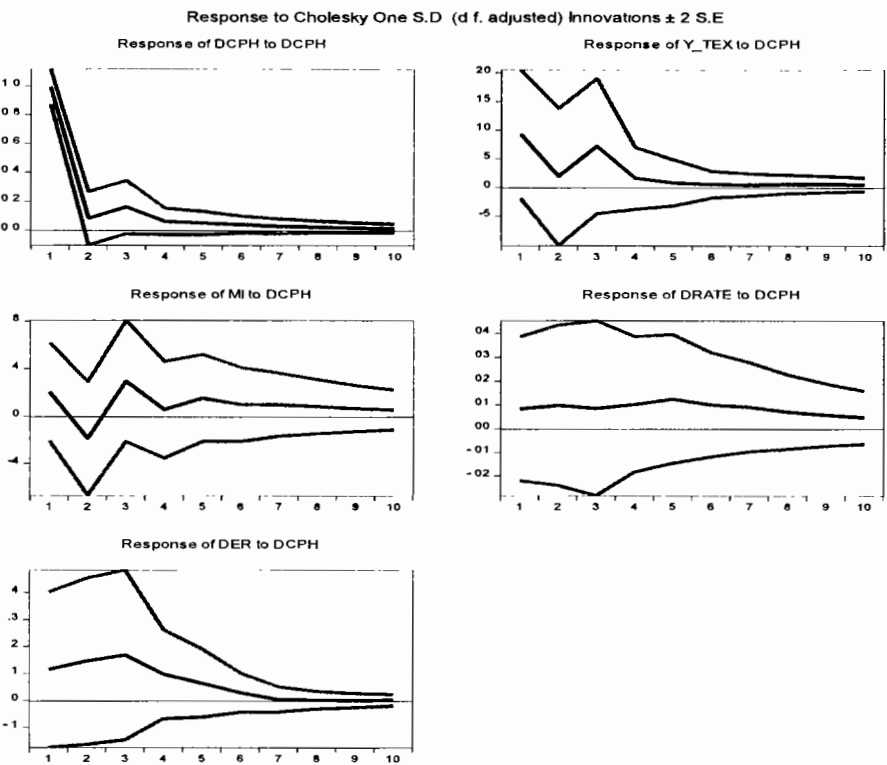 Response to Cholesky One S.D (d f. adjusted) Innovations ± 2 S.E
Response of DCPH to DCPH
1 0
0 8
0 6
0 4
0 2
0 0
1 2 3 4 5 6 7 8 9 10
Response of Y_TEX to DCPH
20
15
10
5
0
-5
1 2 3 4 5 6 7 8 9 10
Response of MI to DCPH
8
4
0
-4
1 2 3 4 5 6 7 8 9 10
Response of DRATE to DCPH
04
03
02
01
00
-.01
-02
1 2 3 4 5 6 7 8 9 10
Response of DER to DCPH
4
.3
2
1
0
-1
1 2 3 4 5 6 7 8 9 10